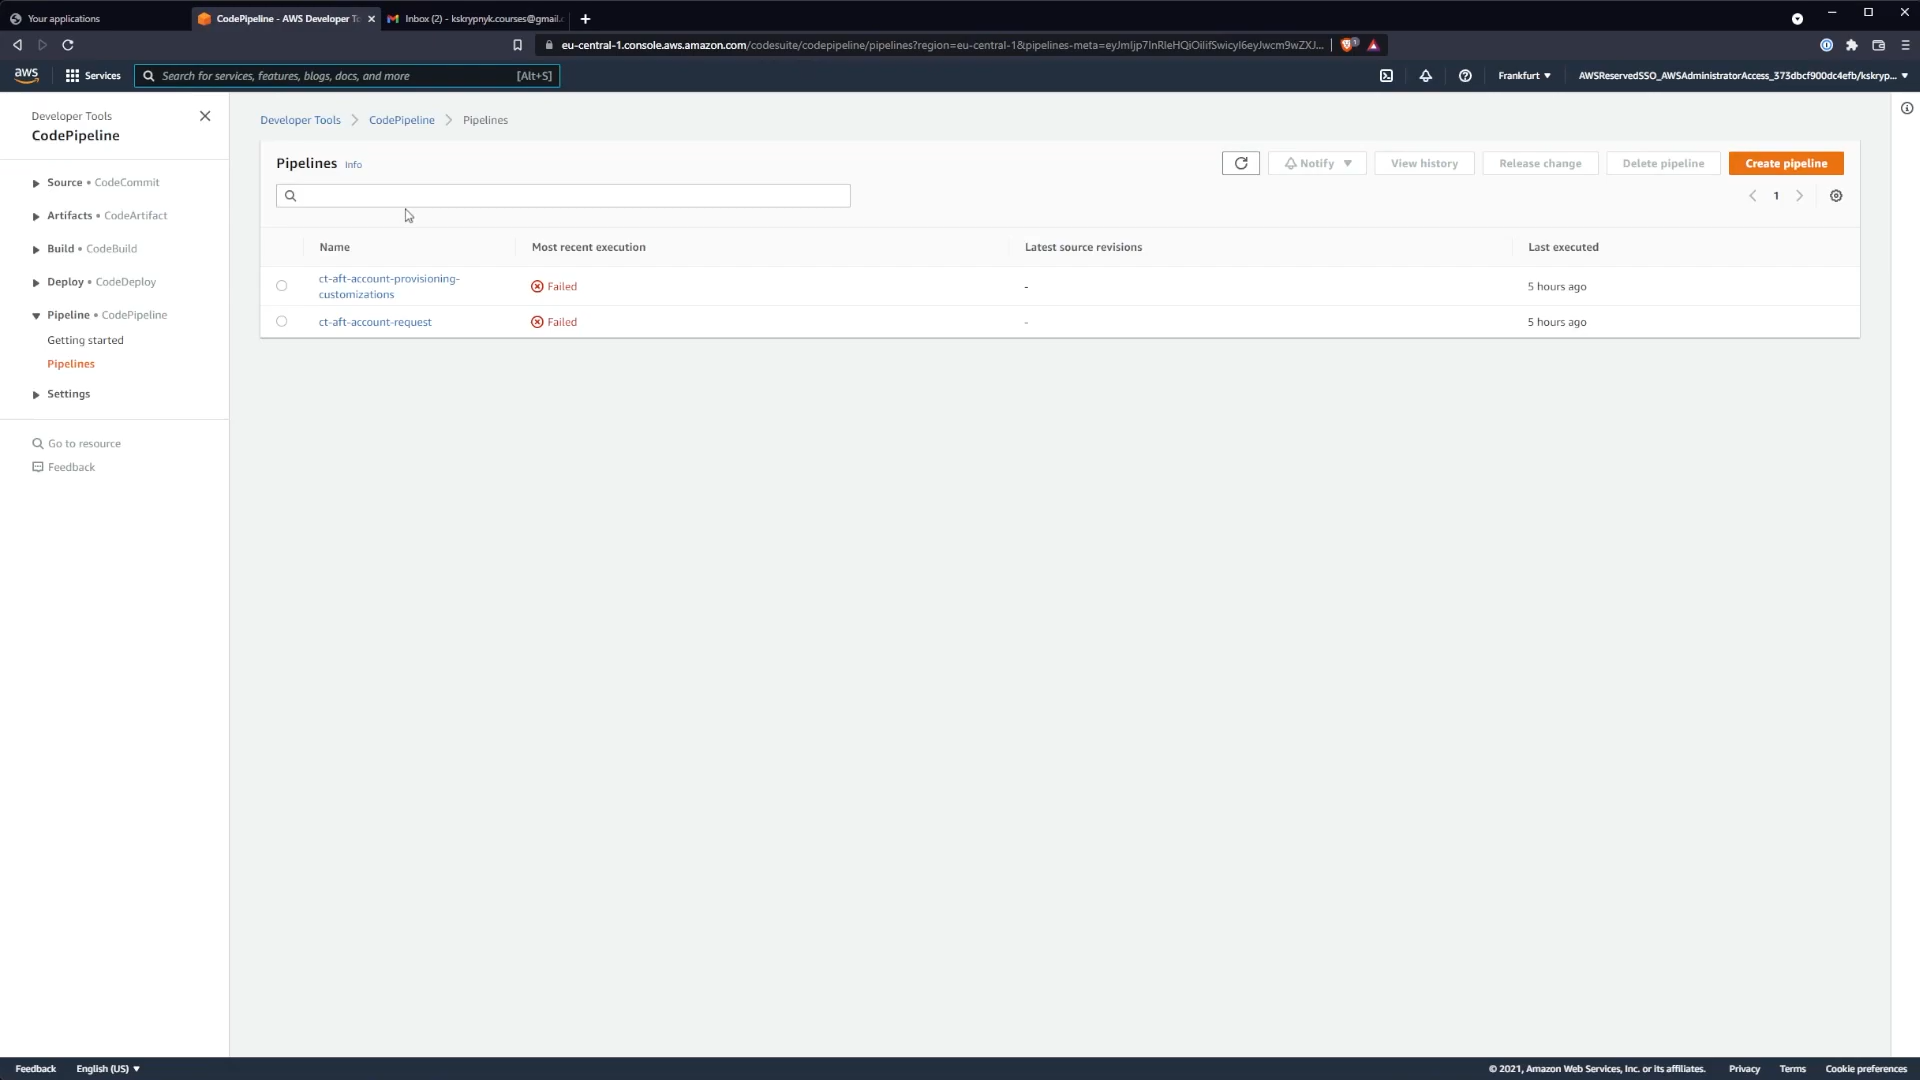 Your applications
CodePipeline - AWS Developer To
Inbox (2) - kskrypnyk.courses@gmail.
eu-central-1.console.aws.amazon.com/codesuite/codepipeline/pipelines?region=eu-central-1&pipelines-meta=eyJmIjp7InRleHQiOiIifSwicyI6eyJwcm9wZXJ...
aws
Services
Search for services, features, blogs, docs, and more
[Alt+S]
Frankfurt
AWSReservedSSO_AWSAdministratorAccess_373dbcf900dc4efb/kskryp...
Developer Tools
CodePipeline
Source • CodeCommit
Artifacts • CodeArtifact
Build • CodeBuild
Deploy • CodeDeploy
Pipeline • CodePipeline
Getting started
Pipelines
Settings
Go to resource
Feedback
Developer Tools > CodePipeline > Pipelines
Pipelines Info
Notify
View history
Release change
Delete pipeline
Create pipeline
1
Name
Most recent execution
Latest source revisions
Last executed
ct-aft-account-provisioning-
customizations
Failed
-
5 hours ago
ct-aft-account-request
Failed
-
5 hours ago
Feedback
English (US)
© 2021, Amazon Web Services, Inc. or its affiliates.
Privacy
Terms
Cookie preferences